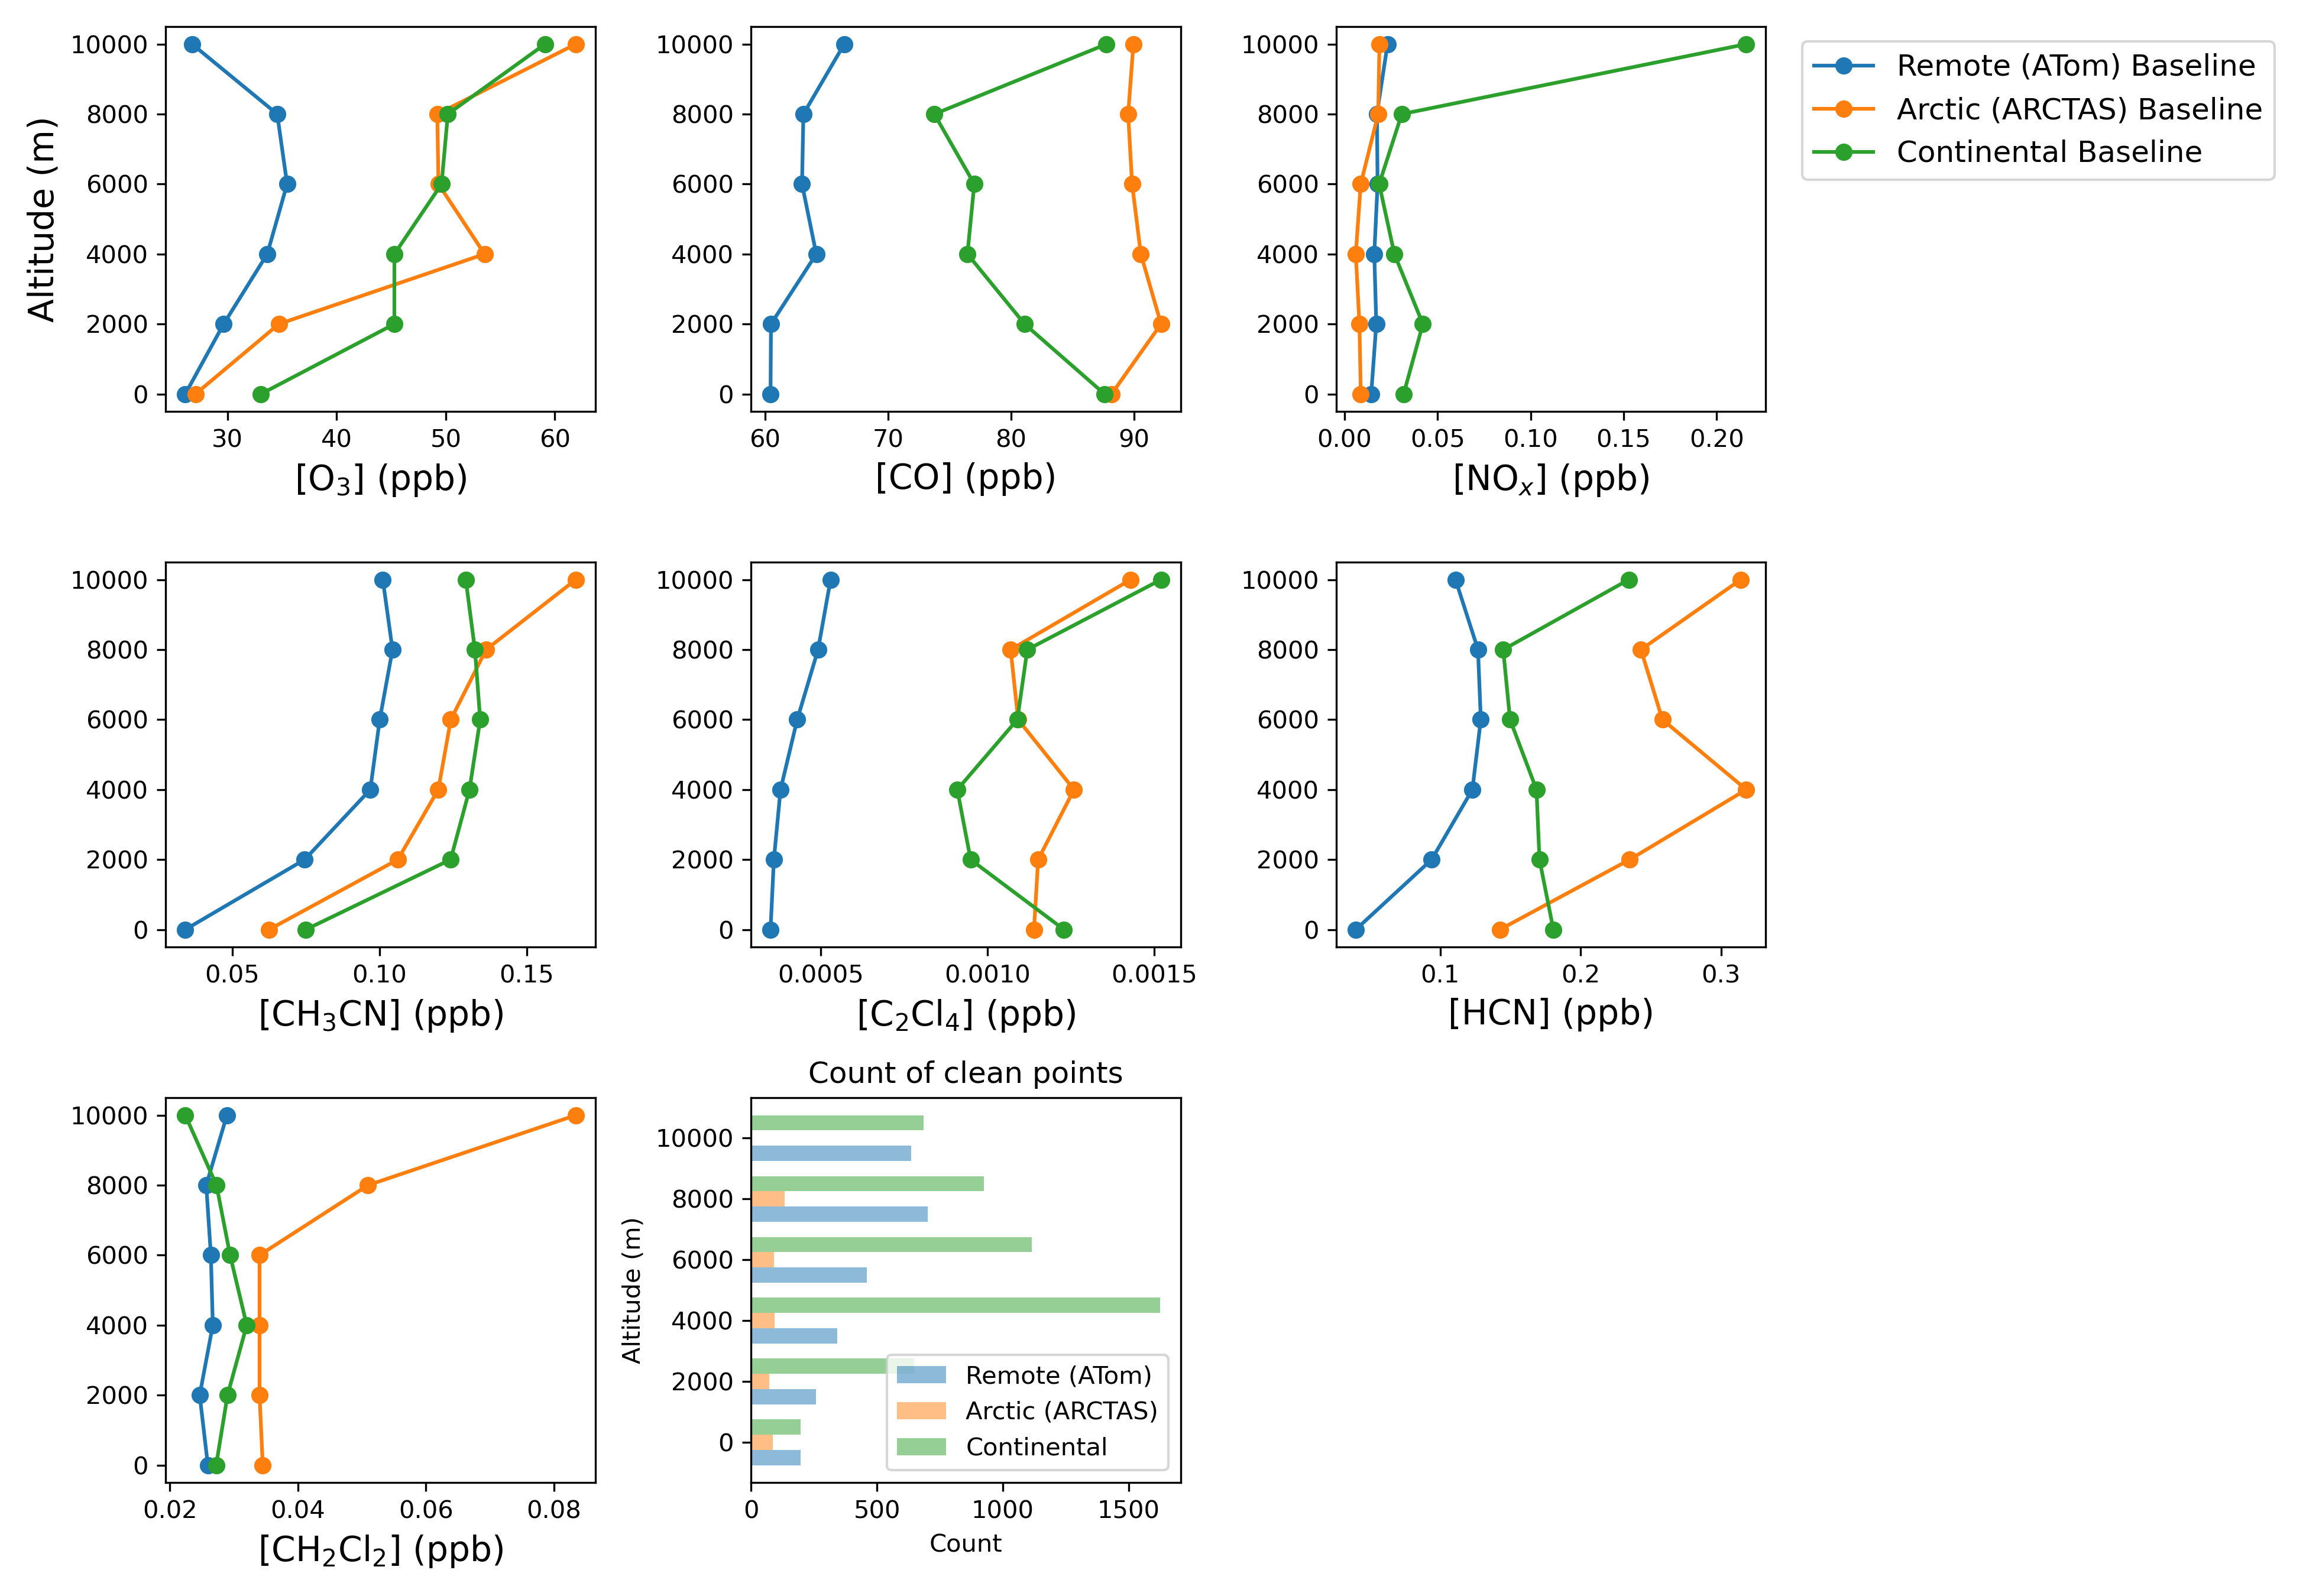 10000
8000
6000
4000
2000
0
Altitude (m)
30 40 50 60
[O₃] (ppb)
10000
8000
6000
4000
2000
0
60 70 80 90
[CO] (ppb)
10000
8000
6000
4000
2000
0
0.00 0.05 0.10 0.15 0.20
[NOₓ] (ppb)
Remote (ATom) Baseline
Arctic (ARCTAS) Baseline
Continental Baseline
10000
8000
6000
4000
2000
0
0.05 0.10 0.15
[CH₃CN] (ppb)
10000
8000
6000
4000
2000
0
0.0005 0.0010 0.0015
[C₂Cl₄] (ppb)
10000
8000
6000
4000
2000
0
0.1 0.2 0.3
[HCN] (ppb)
10000
8000
6000
4000
2000
0
0.02 0.04 0.06 0.08
[CH₂Cl₂] (ppb)
Count of clean points
10000
8000
6000
4000
2000
0
Altitude (m)
Remote (ATom)
Arctic (ARCTAS)
Continental
0 500 1000 1500
Count